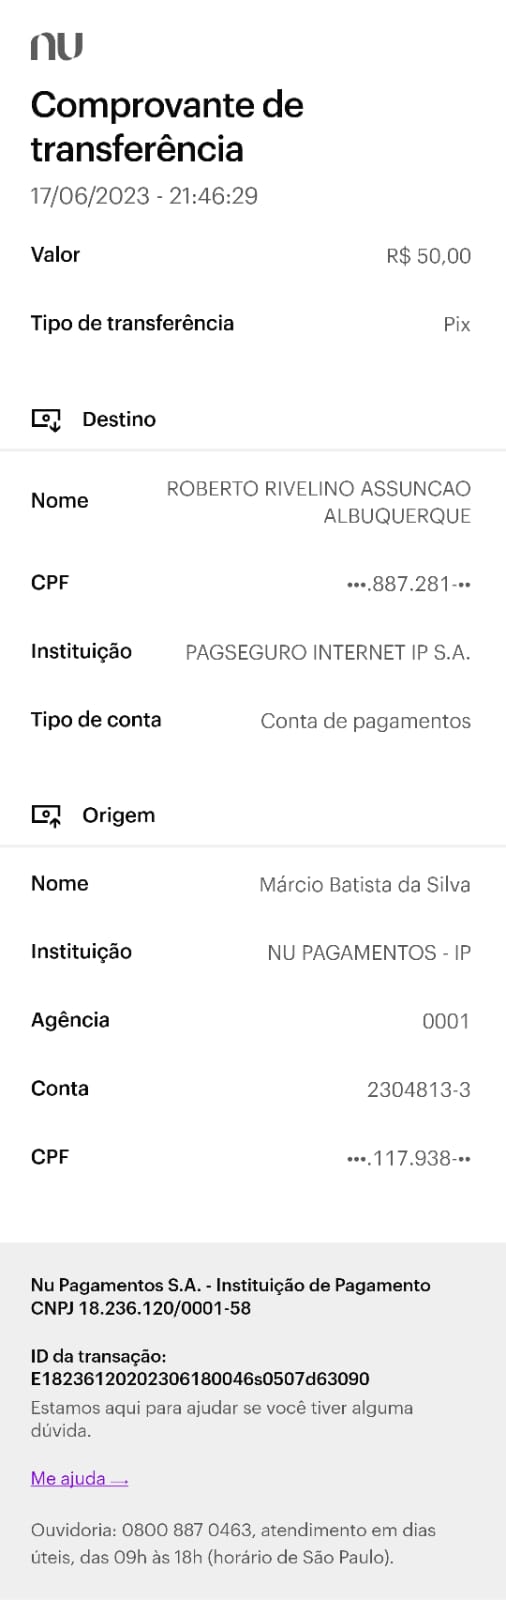 nu
Comprovante de
transferência
17/06/2023 - 21:46:29
Valor R$ 50,00
Tipo de transferência Pix
Destino
Nome ROBERTO RIVELINO ASSUNCAO
ALBUQUERQUE
CPF •••.887.281-••
Instituição PAGSEGURO INTERNET IP S.A.
Tipo de conta Conta de pagamentos
Origem
Nome Márcio Batista da Silva
Instituição NU PAGAMENTOS - IP
Agência 0001
Conta 2304813-3
CPF •••.117.938-••
Nu Pagamentos S.A. - Instituição de Pagamento
CNPJ 18.236.120/0001-58
ID da transação:
E18236120202306180046s0507d63090
Estamos aqui para ajudar se você tiver alguma
dúvida.
Me ajuda →
Ouvidoria: 0800 887 0463, atendimento em dias
úteis, das 09h às 18h (horário de São Paulo).